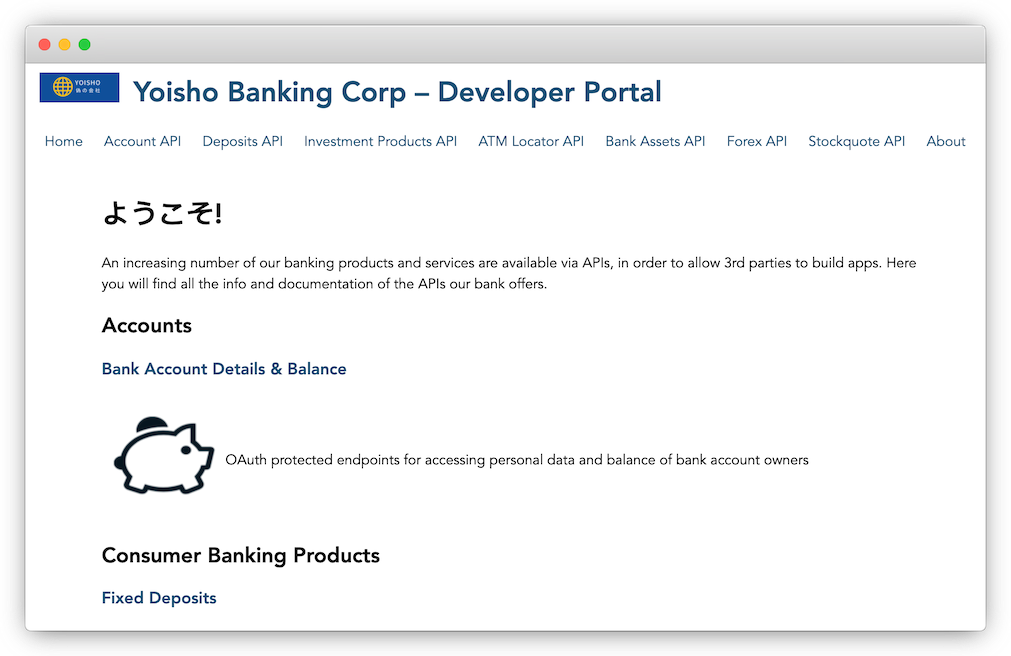 YOISHO
偽の会社
Yoisho Banking Corp – Developer Portal
Home Account API Deposits API Investment Products API ATM Locator API Bank Assets API Forex API Stockquote API About
ようこそ!
An increasing number of our banking products and services are available via APIs, in order to allow 3rd parties to build apps. Here
you will find all the info and documentation of the APIs our bank offers.
Accounts
Bank Account Details & Balance
OAuth protected endpoints for accessing personal data and balance of bank account owners
Consumer Banking Products
Fixed Deposits